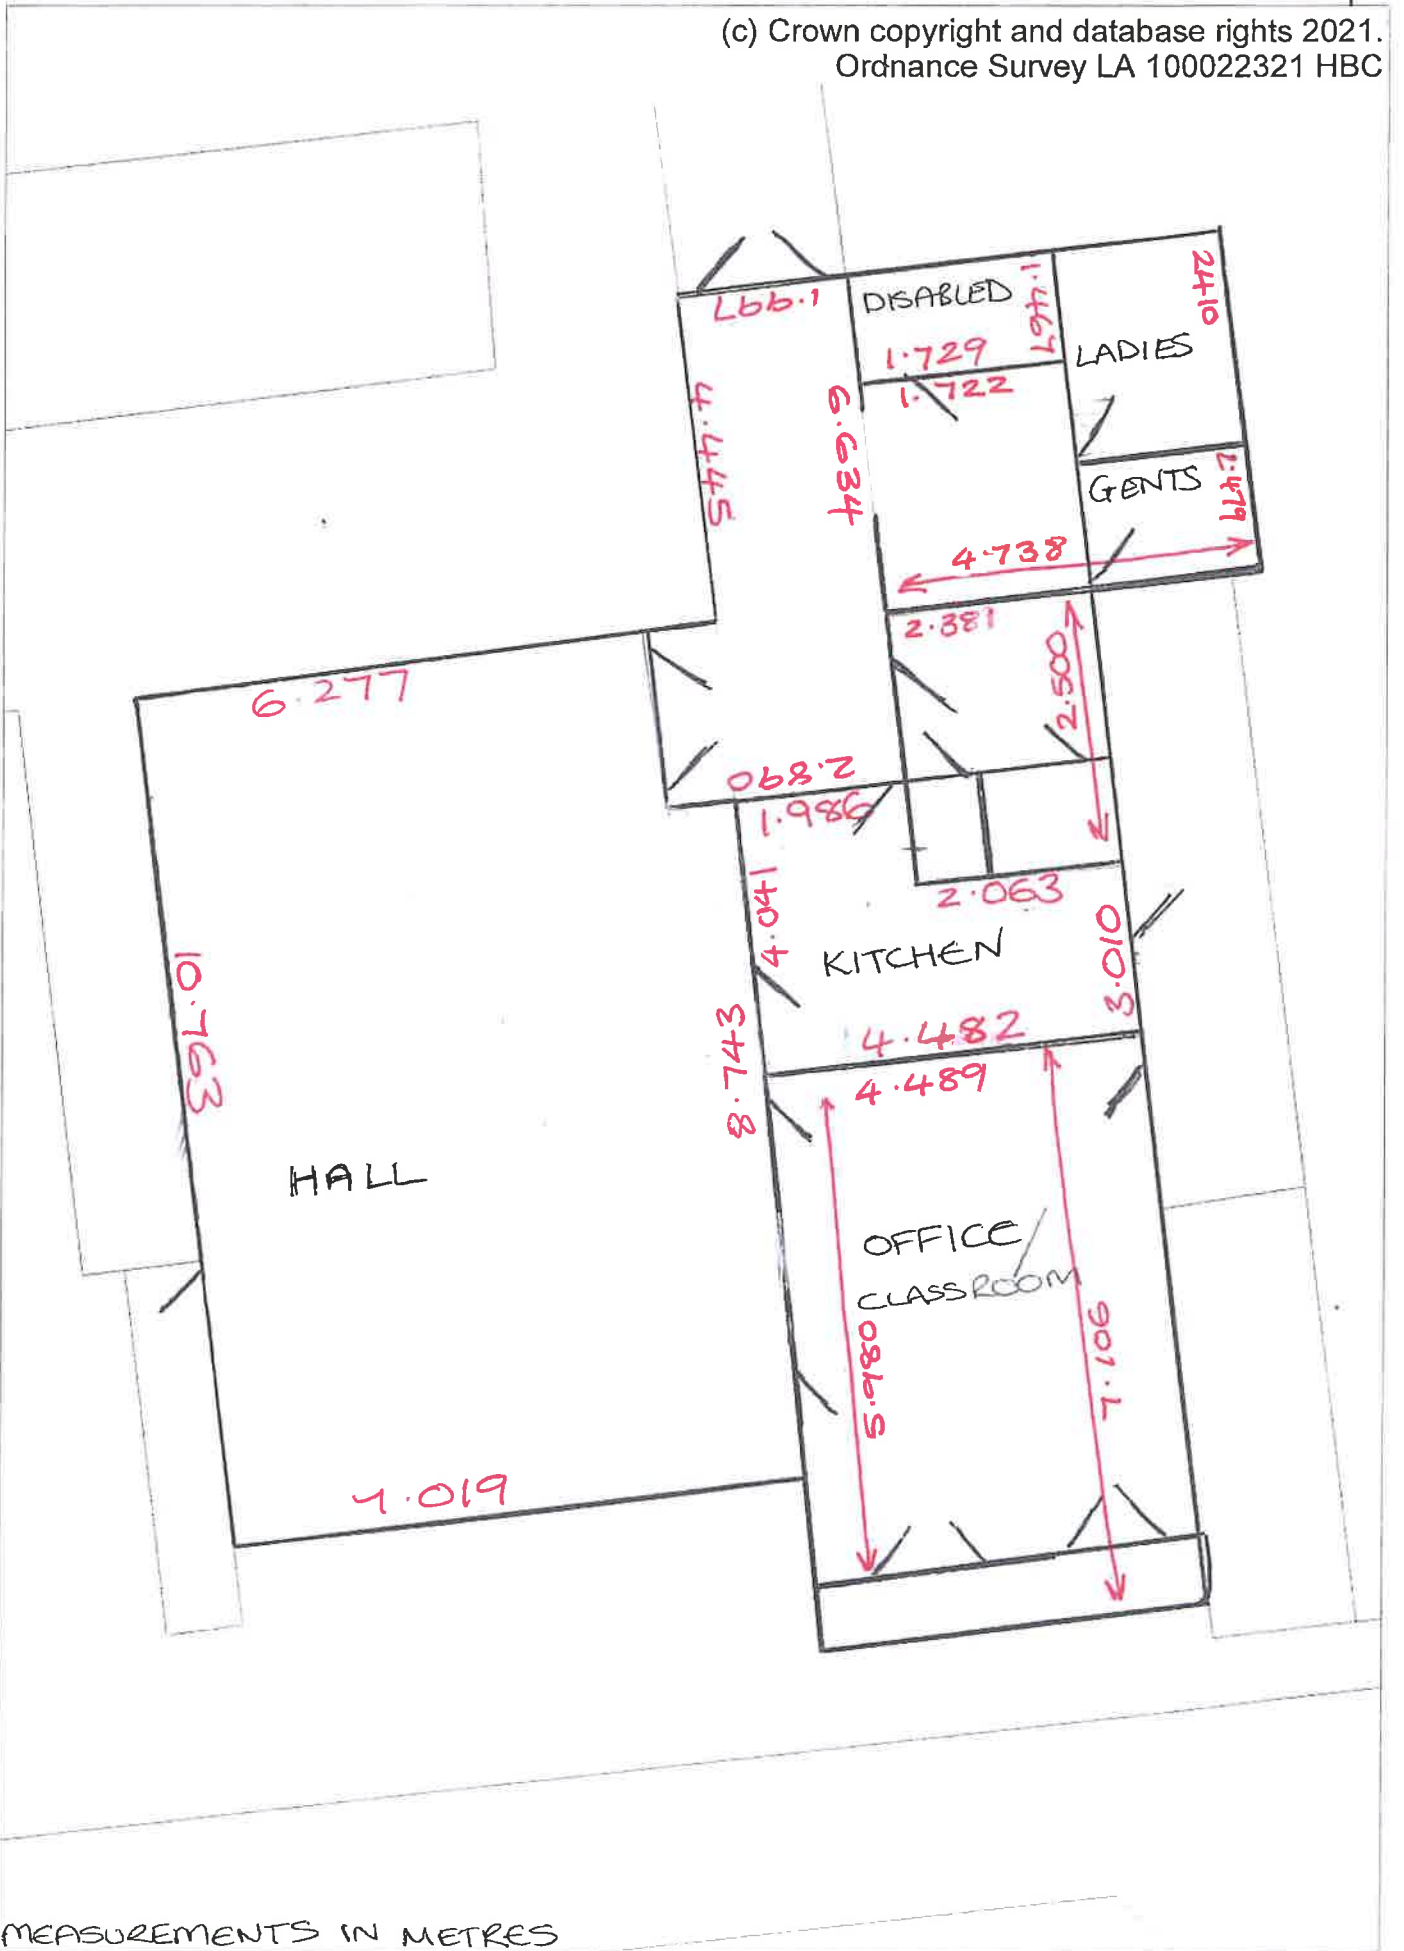 (c) Crown copyright and database rights 2021.
Ordnance Survey LA 100022321 HBC
1.997
DISABLED
1.467
2410
LADIES
1.729
1.722
4.445
6.634
GENTS
1.479
4.738
2.381
2.500
6.277
2.890
1.986
2.063
4.041
KITCHEN
3.010
10.763
8.743
4.482
4.489
HALL
OFFICE/
CLASSROOM
5.980
7.106
7.019
MEASUREMENTS IN METRES